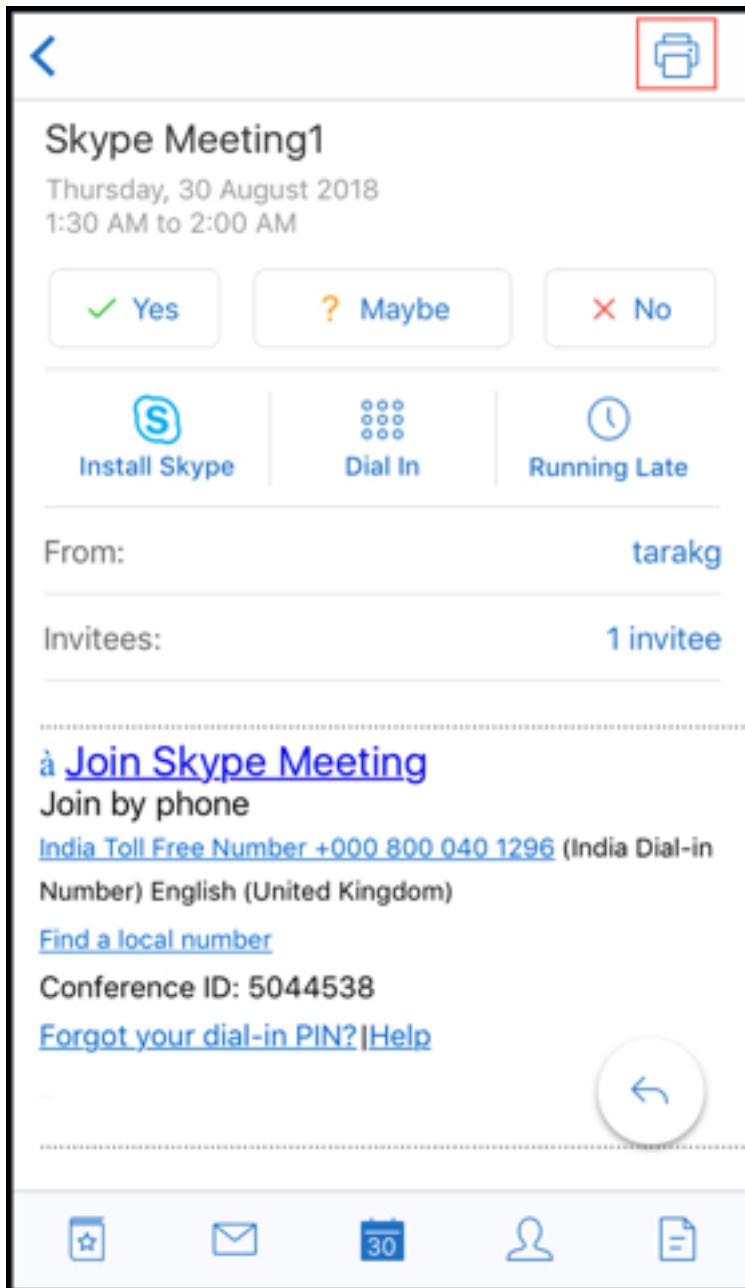 Skype Meeting1
Thursday, 30 August 2018
1:30 AM to 2:00 AM
Yes Maybe No
S
Install Skype Dial In Running Late
From: tarakg
Invitees: 1 invitee
à Join Skype Meeting
Join by phone
India Toll Free Number +000 800 040 1296 (India Dial-in
Number) English (United Kingdom)
Find a local number
Conference ID: 5044538
Forgot your dial-in PIN?|Help
30